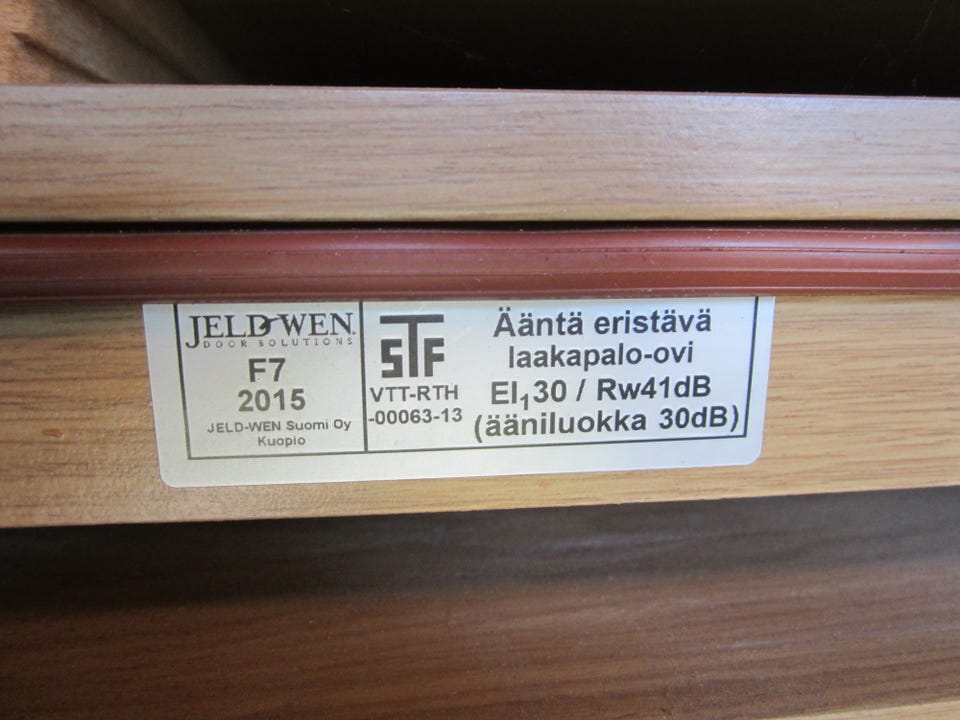 JELD-WEN.
DOOR SOLUTIONS
F7
2015
JELD-WEN Suomi Oy
Kuopio
STF
VTT-RTH
-00063-13
Ääntä eristävä
laakapalo-ovi
EI₁30 / Rw41dB
(ääniluokka 30dB)